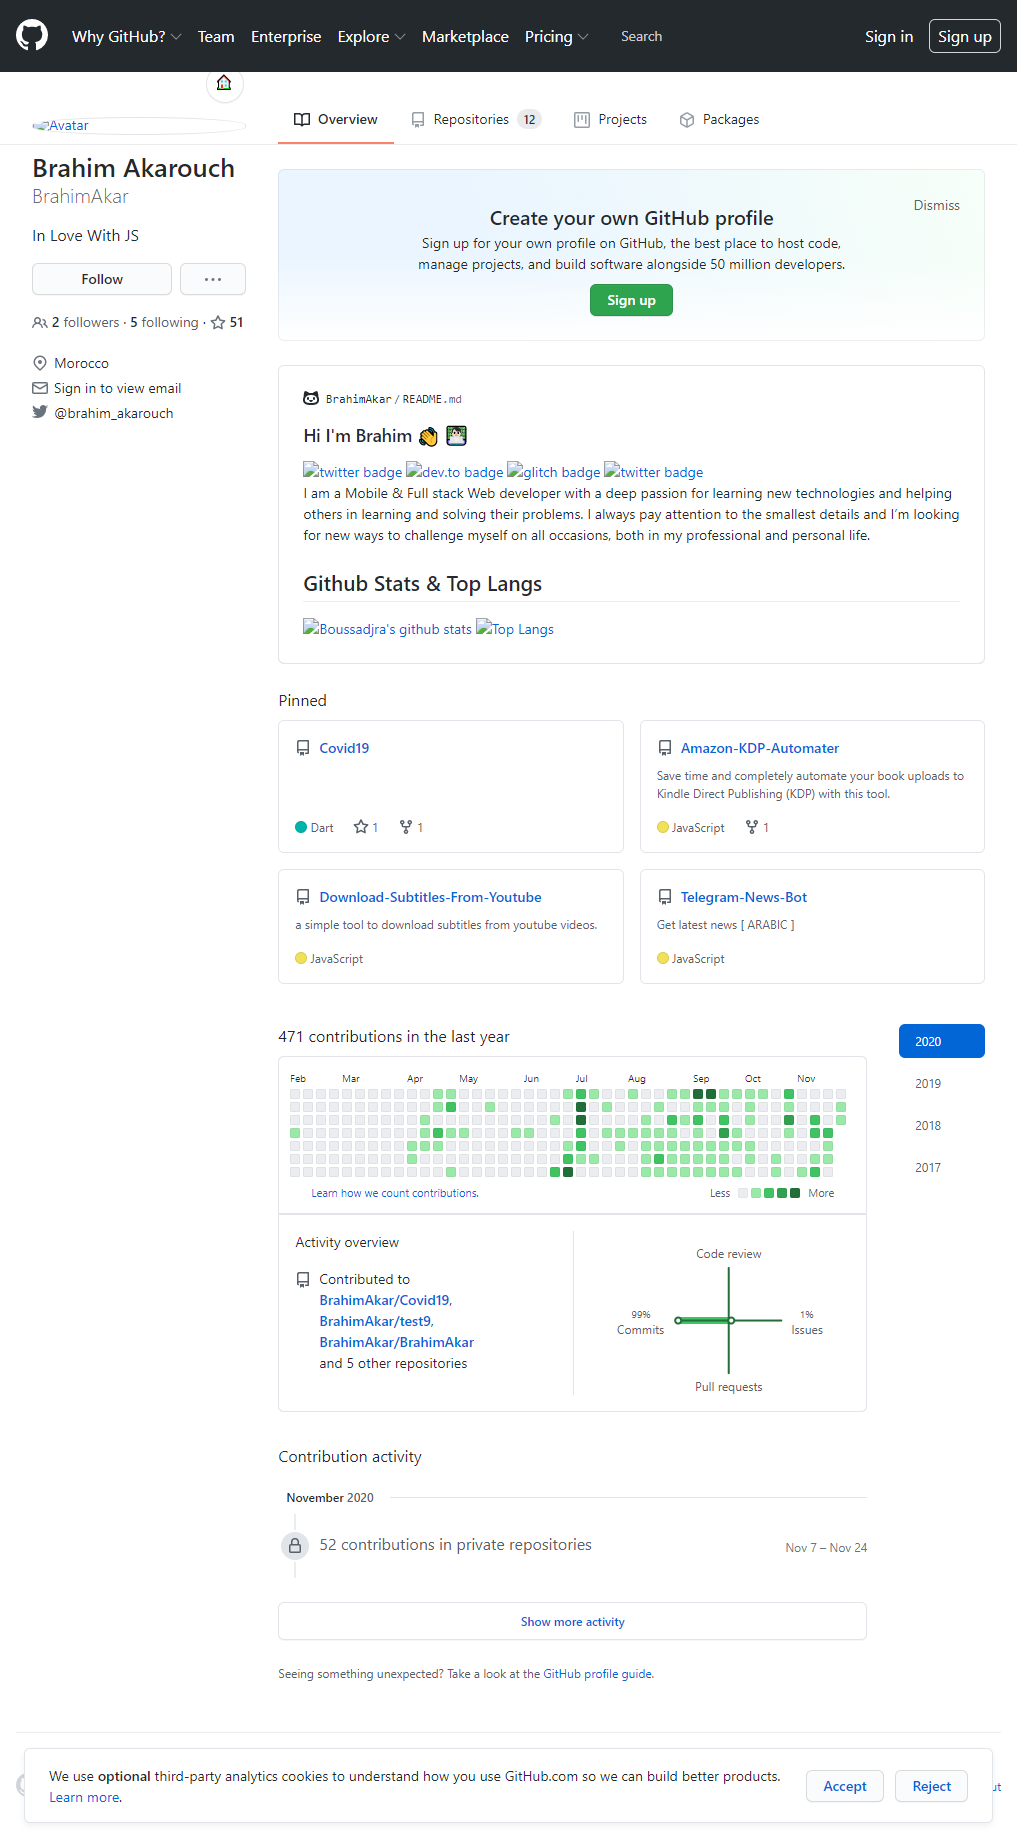 Why GitHub? Team Enterprise Explore Marketplace Pricing Search Sign in Sign up
Avatar
Overview Repositories 12 Projects Packages
Brahim Akarouch
BrahimAkar
In Love With JS
Follow ...
2 followers · 5 following · 51
Morocco
Sign in to view email
@brahim_akarouch
Dismiss
Create your own GitHub profile
Sign up for your own profile on GitHub, the best place to host code,
manage projects, and build software alongside 50 million developers.
Sign up
BrahimAkar / README.md
Hi I'm Brahim
twitter badge dev.to badge glitch badge twitter badge
I am a Mobile & Full stack Web developer with a deep passion for learning new technologies and helping
others in learning and solving their problems. I always pay attention to the smallest details and I'm looking
for new ways to challenge myself on all occasions, both in my professional and personal life.
Github Stats & Top Langs
Boussadjra's github stats Top Langs
Pinned
Covid19
Dart 1 1
Amazon-KDP-Automater
Save time and completely automate your book uploads to
Kindle Direct Publishing (KDP) with this tool.
JavaScript 1
Download-Subtitles-From-Youtube
a simple tool to download subtitles from youtube videos.
JavaScript
Telegram-News-Bot
Get latest news [ ARABIC ]
JavaScript
471 contributions in the last year
2020
2019
2018
2017
Feb Mar Apr May Jun Jul Aug Sep Oct Nov
Learn how we count contributions. Less More
Activity overview
Contributed to
BrahimAkar/Covid19,
BrahimAkar/test9,
BrahimAkar/BrahimAkar
and 5 other repositories
Code review
99%
Commits
1%
Issues
Pull requests
Contribution activity
November 2020
52 contributions in private repositories Nov 7 – Nov 24
Show more activity
Seeing something unexpected? Take a look at the GitHub profile guide.
We use optional third-party analytics cookies to understand how you use GitHub.com so we can build better products.
Learn more.
Accept Reject